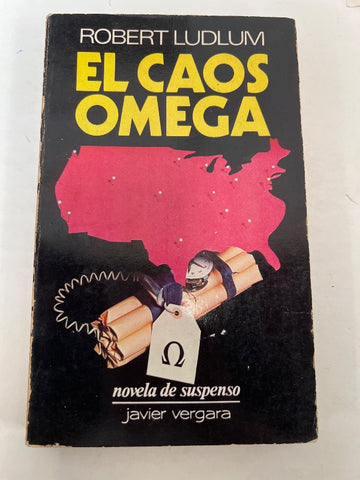 ROBERT LUDLUM
EL CAOS
OMEGA
Ω
novela de suspenso
javier vergara